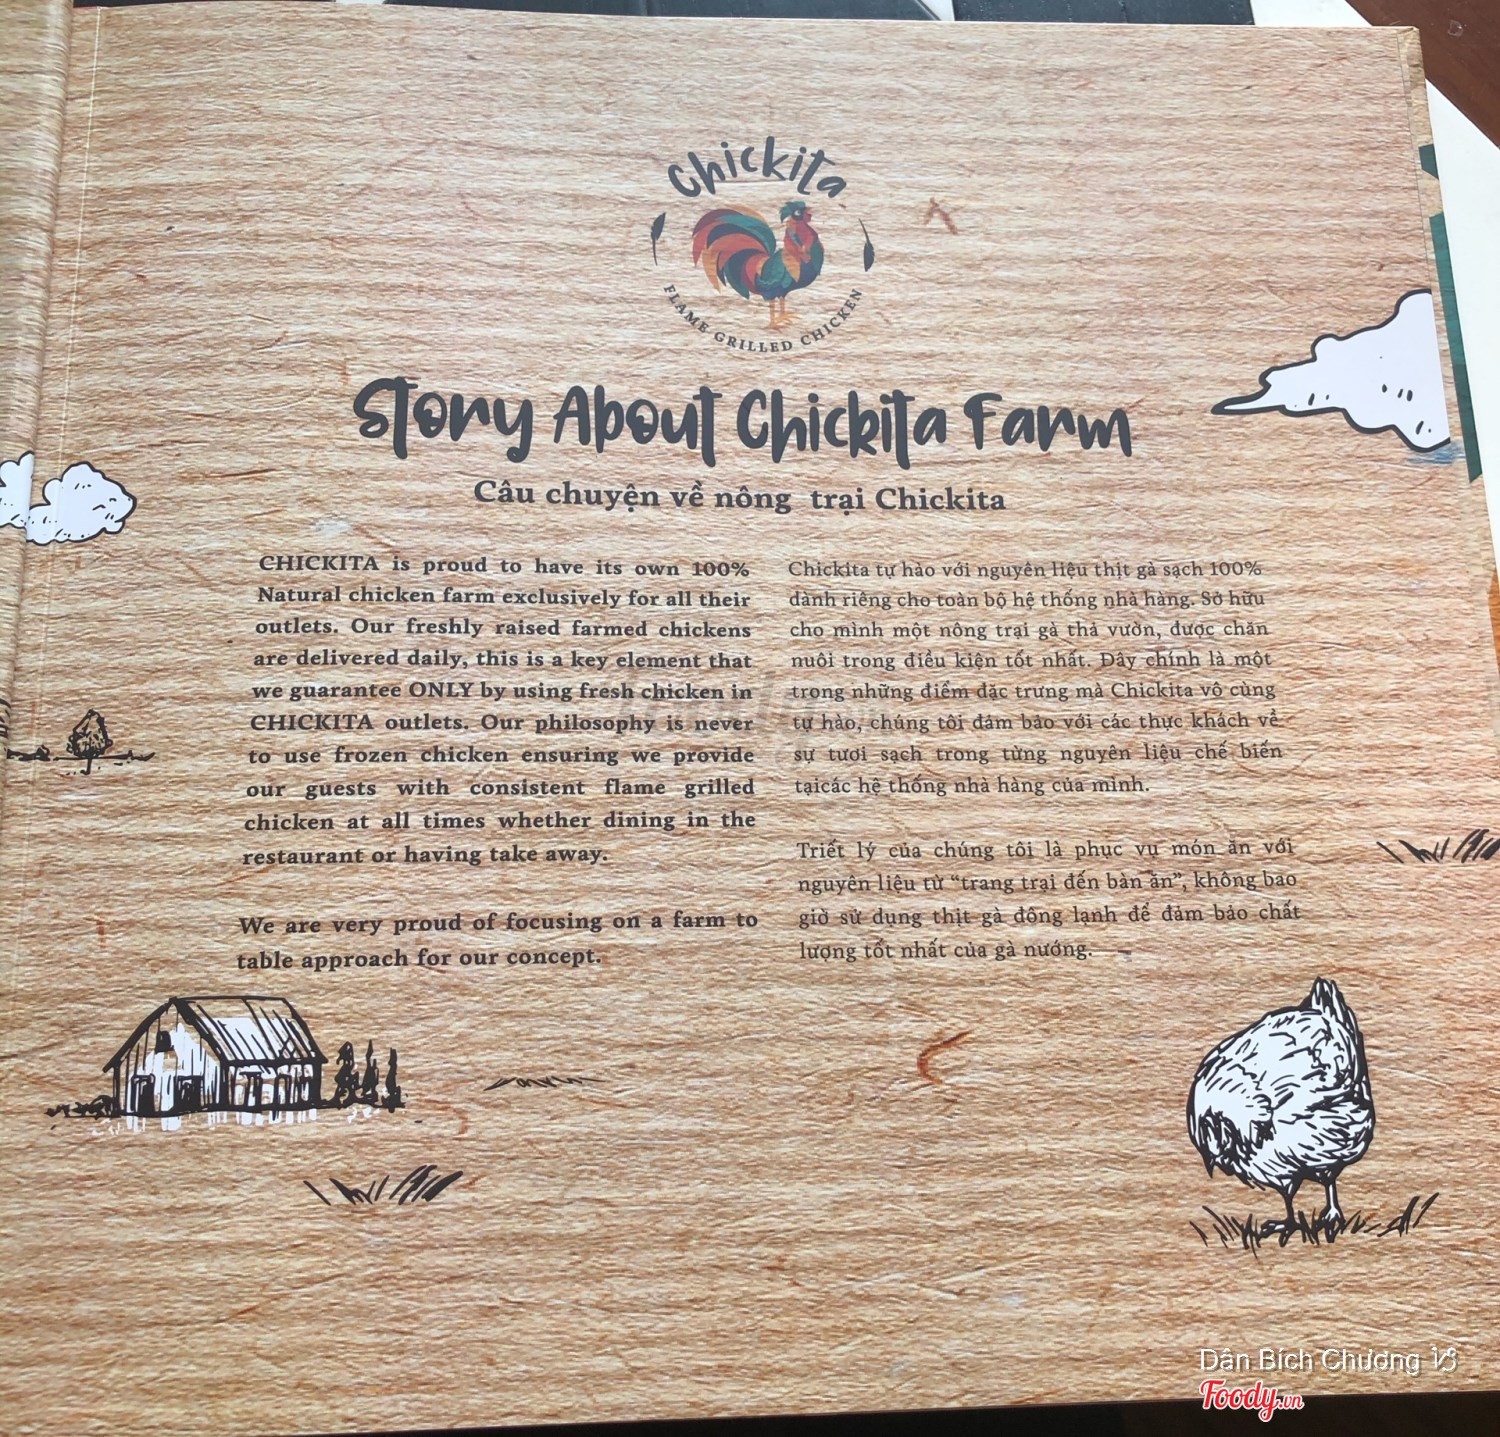 Chickita
FLAME GRILLED CHICKEN
Story About Chickita Farm
Câu chuyện về nông trại Chickita
CHICKITA is proud to have its own 100%
Natural chicken farm exclusively for all their
outlets. Our freshly raised farmed chickens
are delivered daily, this is a key element that
we guarantee ONLY by using fresh chicken in
CHICKITA outlets. Our philosophy is never
to use frozen chicken ensuring we provide
our guests with consistent flame grilled
chicken at all times whether dining in the
restaurant or having take away.
We are very proud of focusing on a farm to
table approach for our concept.
Chickita tự hào với nguyên liệu thịt gà sạch 100%
dành riêng cho toàn bộ hệ thống nhà hàng. Sở hữu
cho mình một nông trại gà thả vườn, được chăn
nuôi trong điều kiện tốt nhất. Đây chính là một
trong những điểm đặc trưng mà Chickita vô cùng
tự hào, chúng tôi đảm bảo với các thực khách về
sự tươi sạch trong từng nguyên liệu chế biến
tạicác hệ thống nhà hàng của mình.
Triết lý của chúng tôi là phục vụ món ăn với
nguyên liệu từ “trang trại đến bàn ăn”, không bao
giờ sử dụng thịt gà đông lạnh để đảm bảo chất
lượng tốt nhất của gà nướng.
Dân Bích Chương
Foody.vn